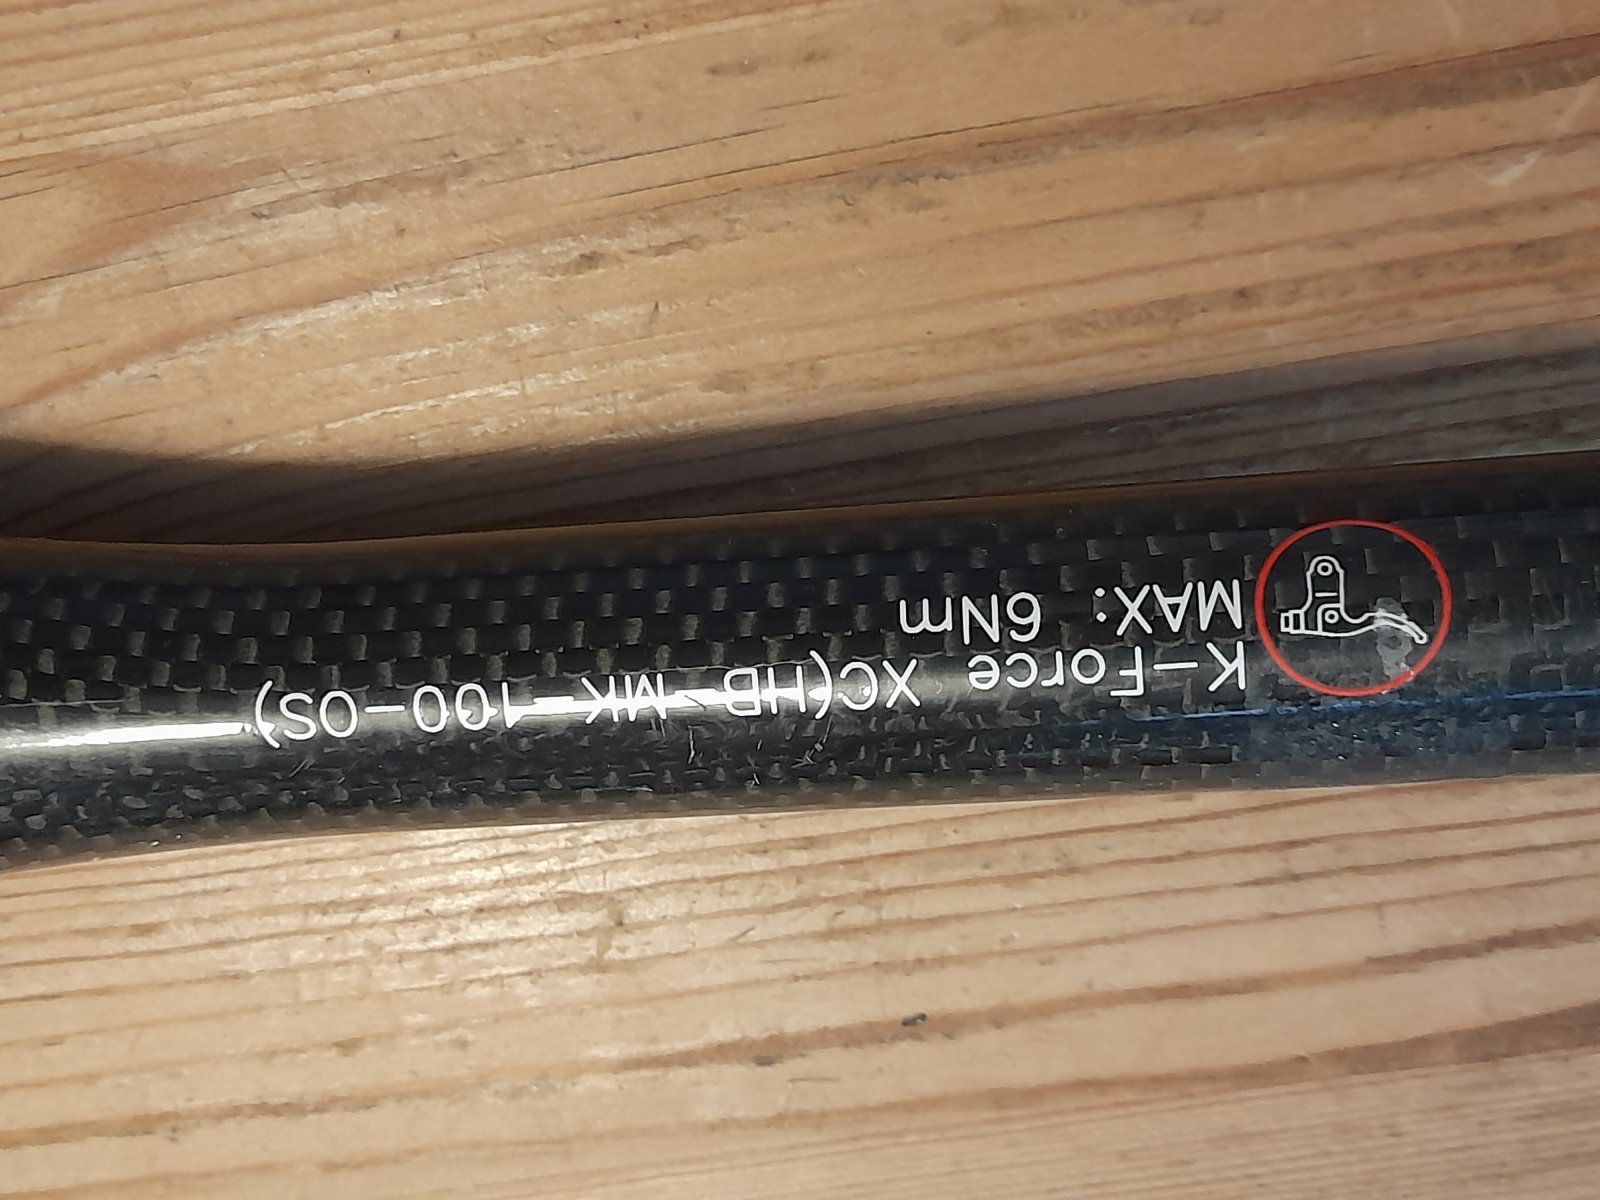 MAX: 6Nm
K-Force XC(HB-MK-100-OS)